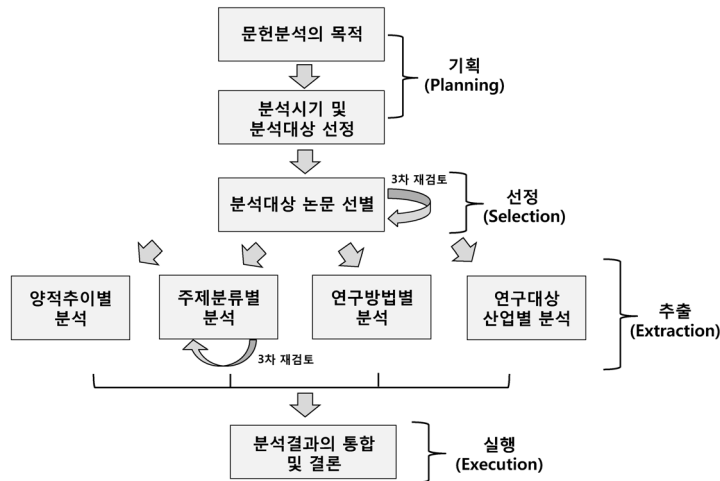 문헌분석의 목적
기획
(Planning)
분석시기 및
분석대상 선정
3차 재검토
분석대상 논문 선별
선정
(Selection)
양적추이별
분석
주제분류별
분석
연구방법별
분석
연구대상
산업별 분석
추출
(Extraction)
3차 재검토
분석결과의 통합
및 결론
실행
(Execution)